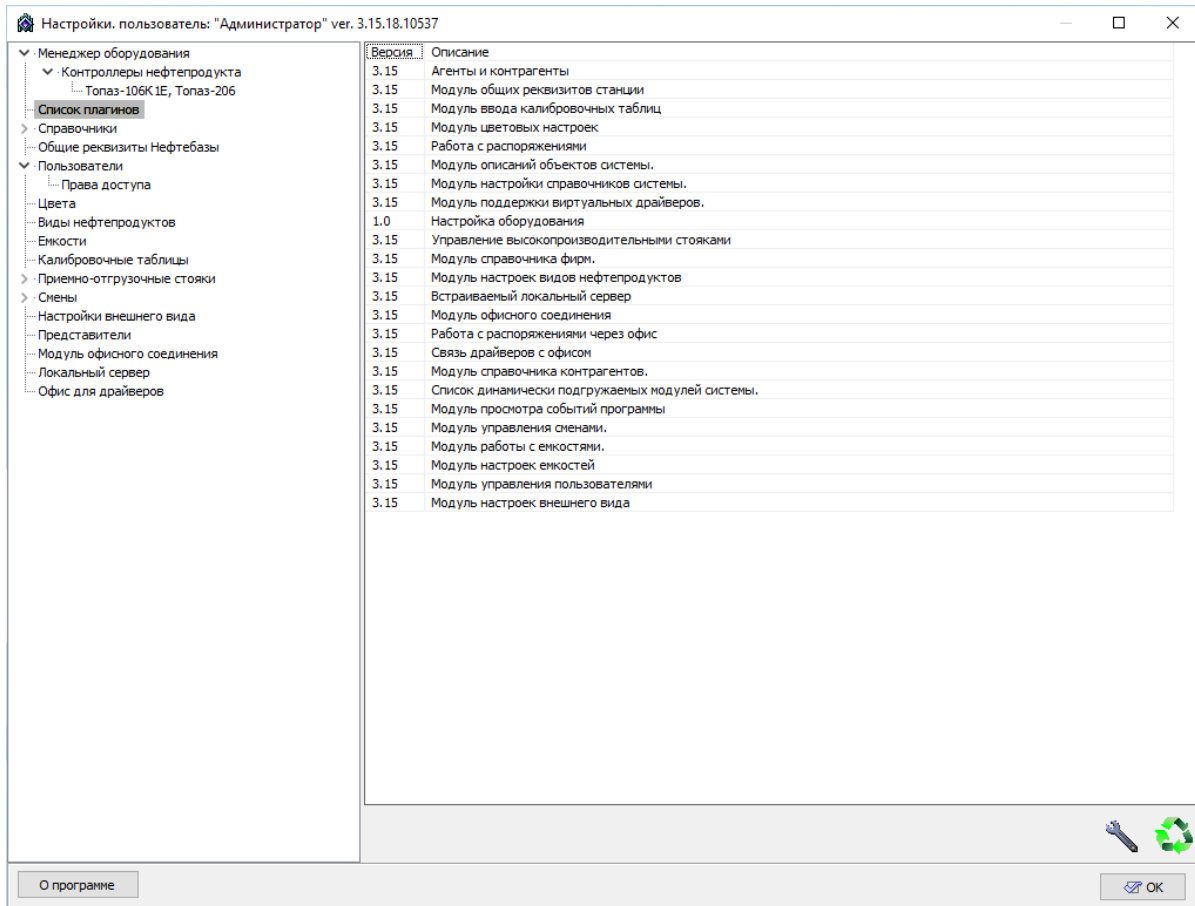 Настройки. пользователь: "Администратор" ver. 3.15.18.10537
Менеджер оборудования
Контроллеры нефтепродукта
Топаз-106К1Е, Топаз-206
Список плагинов
Справочники
Общие реквизиты Нефтебазы
Пользователи
Права доступа
Цвета
Виды нефтепродуктов
Емкости
Калибровочные таблицы
Приемно-отгрузочные стояки
Смены
Настройки внешнего вида
Представители
Модуль офисного соединения
Локальный сервер
Офис для драйверов
Версия Описание
3.15 Агенты и контрагенты
3.15 Модуль общих реквизитов станции
3.15 Модуль ввода калибровочных таблиц
3.15 Модуль цветовых настроек
3.15 Работа с распоряжениями
3.15 Модуль описаний объектов системы.
3.15 Модуль настройки справочников системы.
3.15 Модуль поддержки виртуальных драйверов.
1.0 Настройка оборудования
3.15 Управление высокопроизводительными стояками
3.15 Модуль справочника фирм.
3.15 Модуль настроек видов нефтепродуктов
3.15 Встраиваемый локальный сервер
3.15 Модуль офисного соединения
3.15 Работа с распоряжениями через офис
3.15 Связь драйверов с офисом
3.15 Модуль справочника контрагентов.
3.15 Список динамически подгружаемых модулей системы.
3.15 Модуль просмотра событий программы
3.15 Модуль управления сменами.
3.15 Модуль работы с емкостями.
3.15 Модуль настроек емкостей
3.15 Модуль управления пользователями
3.15 Модуль настроек внешнего вида
О программе
OK